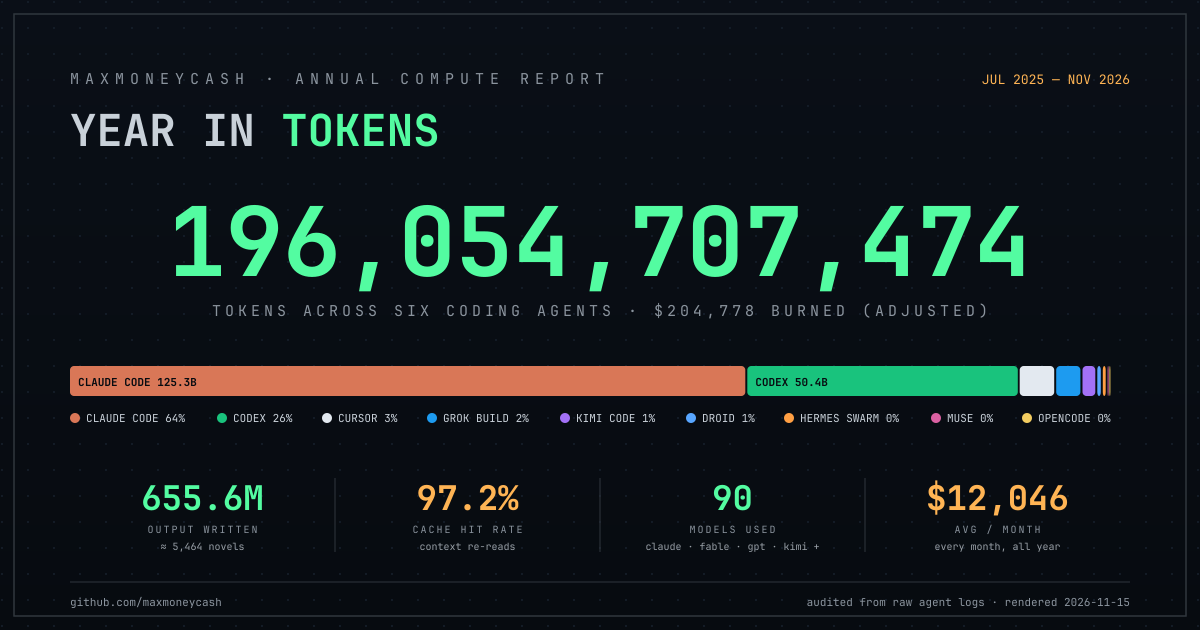 MAXMONEYCASH · ANNUAL COMPUTE REPORT
JUL 2025 — NOV 2026
YEAR IN TOKENS
196,054,707,474
TOKENS ACROSS SIX CODING AGENTS · $204,778 BURNED (ADJUSTED)
CLAUDE CODE 125.3B CODEX 50.4B
CLAUDE CODE 64% CODEX 26% CURSOR 3% GROK BUILD 2% KIMI CODE 1% DROID 1% HERMES SWARM 0% MUSE 0% OPENCODE 0%
655.6M 97.2% 90 $12,046
OUTPUT WRITTEN CACHE HIT RATE MODELS USED AVG / MONTH
≈ 5,464 novels context re-reads claude · fable · gpt · kimi + every month, all year
github.com/maxmoneycash audited from raw agent logs · rendered 2026-11-15